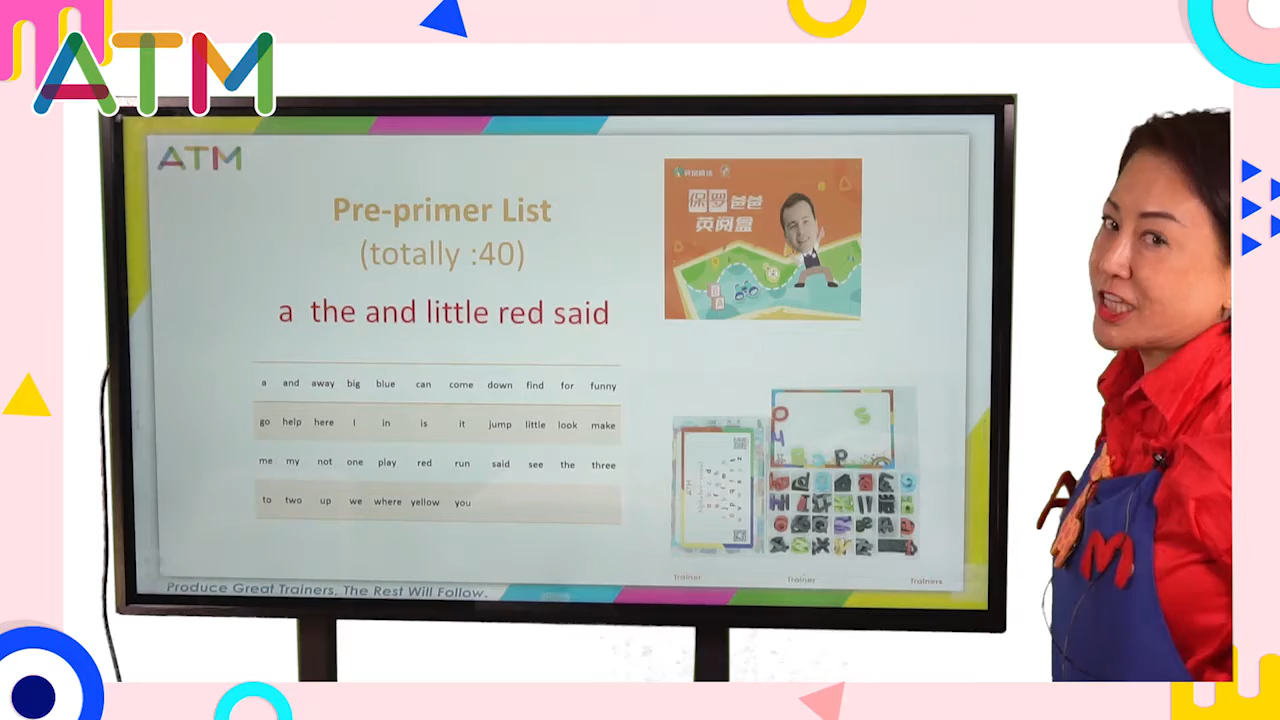 ATM
ATM
Pre-primer List
(totally :40)
a the and little red said
a and away big blue can come down find for funny
go help here I in is it jump little look make
me my not one play red run said see the three
to two up we where yellow you
保罗爸爸
英阅盒
Trainer
Trainer
Trainers
Produce Great Trainers, The Rest Will Follow.
M